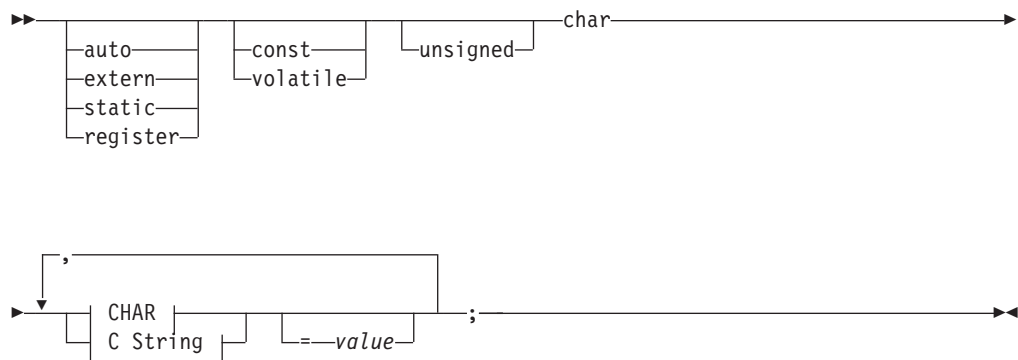 char
auto const unsigned
extern volatile
static
register
,
CHAR ;
C String = value